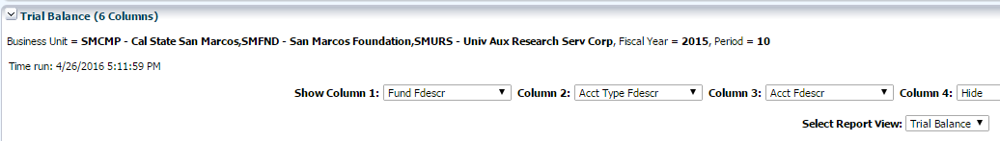 Trial Balance (6 Columns)
Business Unit = SMCMP - Cal State San Marcos,SMFND - San Marcos Foundation,SMURS - Univ Aux Research Serv Corp, Fiscal Year = 2015, Period = 10
Time run: 4/26/2016 5:11:59 PM
Show Column 1: Fund Fdescr Column 2: Acct Type Fdescr Column 3: Acct Fdescr Column 4: Hide
Select Report View: Trial Balance